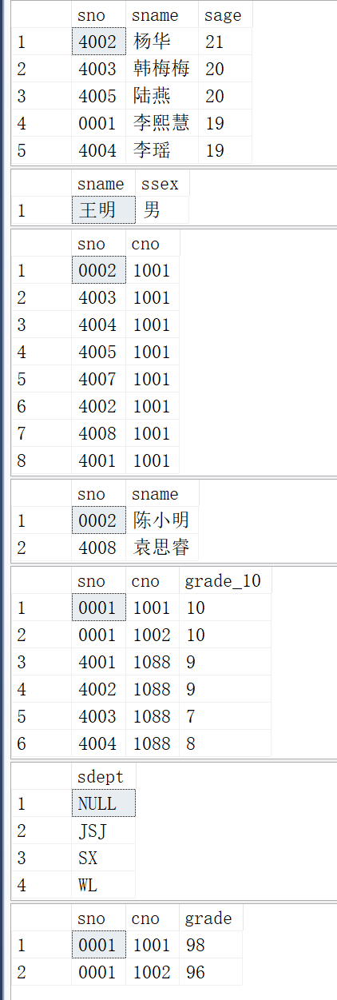 sno sname sage
1 4002 杨华 21
2 4003 韩梅梅 20
3 4005 陆燕 20
4 0001 李熙慧 19
5 4004 李瑶 19
sname ssex
1 王明 男
sno cno
1 0002 1001
2 4003 1001
3 4004 1001
4 4005 1001
5 4007 1001
6 4002 1001
7 4008 1001
8 4001 1001
sno sname
1 0002 陈小明
2 4008 袁思睿
sno cno grade_10
1 0001 1001 10
2 0001 1002 10
3 4001 1088 9
4 4002 1088 9
5 4003 1088 7
6 4004 1088 8
sdept
1 NULL
2 JSJ
3 SX
4 WL
sno cno grade
1 0001 1001 98
2 0001 1002 96